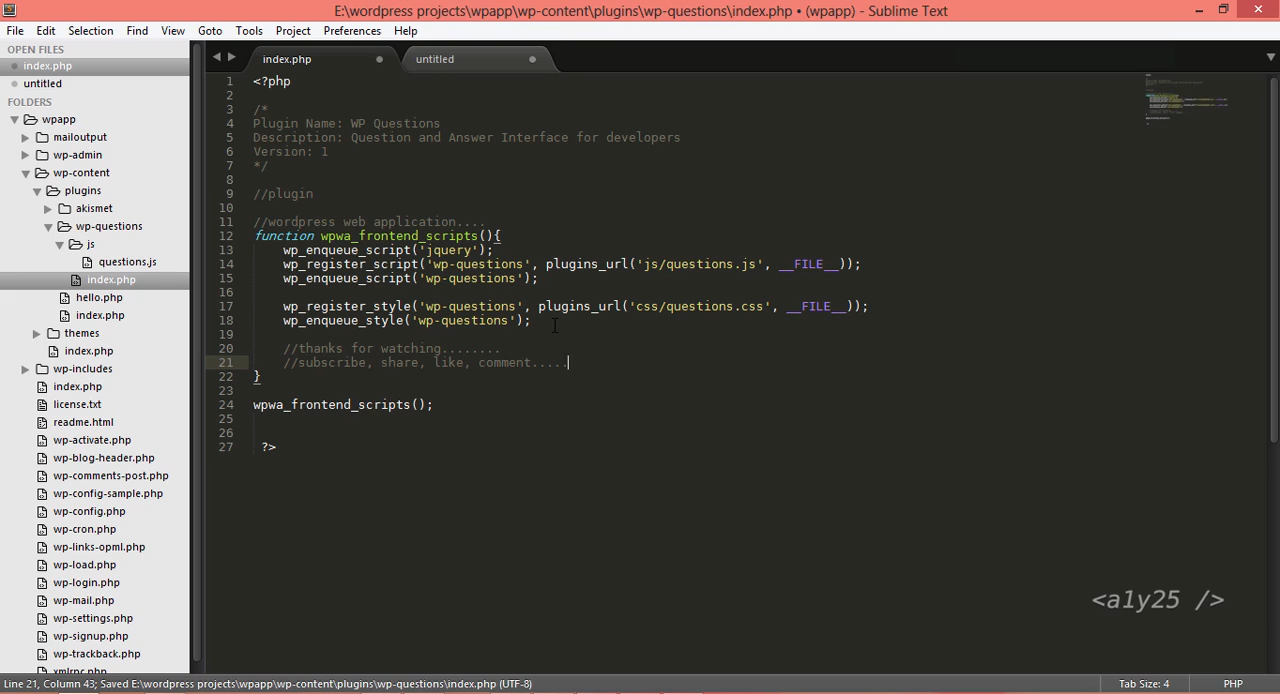 E:\wordpress projects\wpapp\wp-content\plugins\wp-questions\index.php • (wpapp) - Sublime Text
File Edit Selection Find View Goto Tools Project Preferences Help
OPEN FILES
index.php
untitled
FOLDERS
wpapp
mailoutput
wp-admin
wp-content
plugins
akismet
wp-questions
js
questions.js
index.php
hello.php
index.php
themes
index.php
wp-includes
index.php
license.txt
readme.html
wp-activate.php
wp-blog-header.php
wp-comments-post.php
wp-config-sample.php
wp-config.php
wp-cron.php
wp-links-opml.php
wp-load.php
wp-login.php
wp-mail.php
wp-settings.php
wp-signup.php
wp-trackback.php
xmlrpc.php
index.php untitled
1 <?php
2
3 /*
4 Plugin Name: WP Questions
5 Description: Question and Answer Interface for developers
6 Version: 1
7 */
8
9 //plugin
10
11 //wordpress web application....
12 function wpwa_frontend_scripts(){
13     wp_enqueue_script('jquery');
14     wp_register_script('wp-questions', plugins_url('js/questions.js', __FILE__));
15     wp_enqueue_script('wp-questions');
16
17     wp_register_style('wp-questions', plugins_url('css/questions.css', __FILE__));
18     wp_enqueue_style('wp-questions');
19
20     //thanks for watching........
21     //subscribe, share, like, comment.....
22 }
23
24 wpwa_frontend_scripts();
25
26
27  ?>
<a1y25 />
Line 21, Column 43; Saved E:\wordpress projects\wpapp\wp-content\plugins\wp-questions\index.php (UTF-8)
Tab Size: 4
PHP